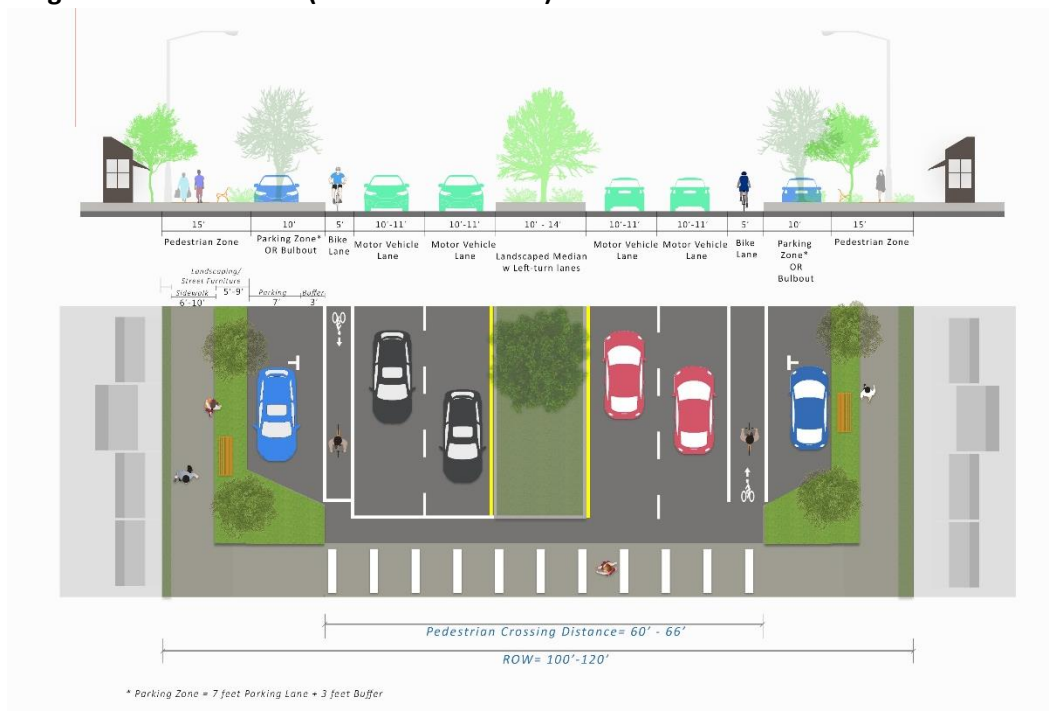 15'
10'
5'
10'-11'
10'-11'
10' - 14'
10'-11'
10'-11'
5'
10'
15'
Pedestrian Zone
Parking Zone*
OR Bulbout
Bike
Lane
Motor Vehicle
Lane
Motor Vehicle
Lane
Landscaped Median
w Left-turn lanes
Motor Vehicle
Lane
Motor Vehicle
Lane
Bike
Lane
Parking
Zone*
OR
Bulbout
Pedestrian Zone
Landscaping/
Street Furniture
Sidewalk
5'-9'
Parking
Buffer
6'-10'
7'
3'
Pedestrian Crossing Distance= 60' - 66'
ROW= 100'-120'
* Parking Zone = 7 feet Parking Lane + 3 feet Buffer